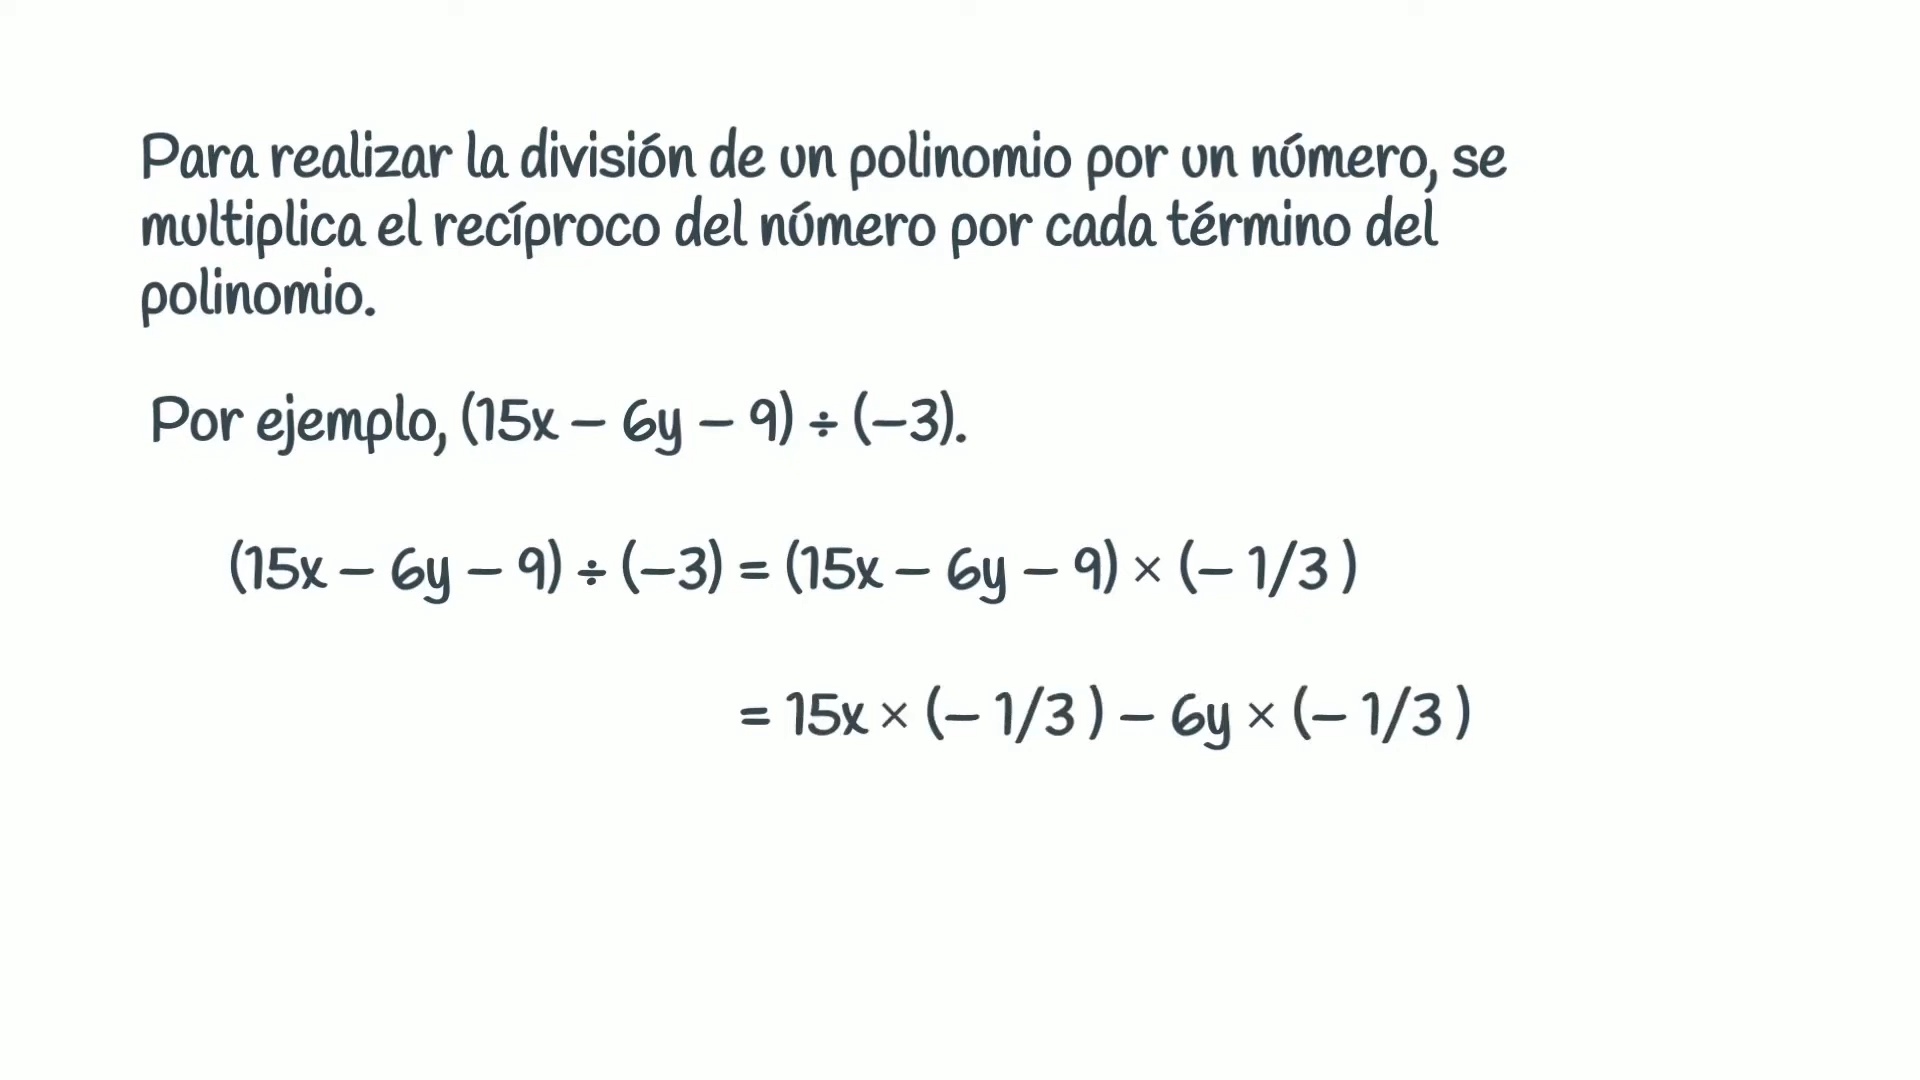 Para realizar la división de un polinomio por un número, se
multiplica el recíproco del número por cada término del
polinomio.
Por ejemplo, (15x – 6y – 9) ÷ (–3).
(15x – 6y – 9) ÷ (–3) = (15x – 6y – 9) × (– 1/3 )
= 15x × (– 1/3 ) – 6y × (– 1/3 )